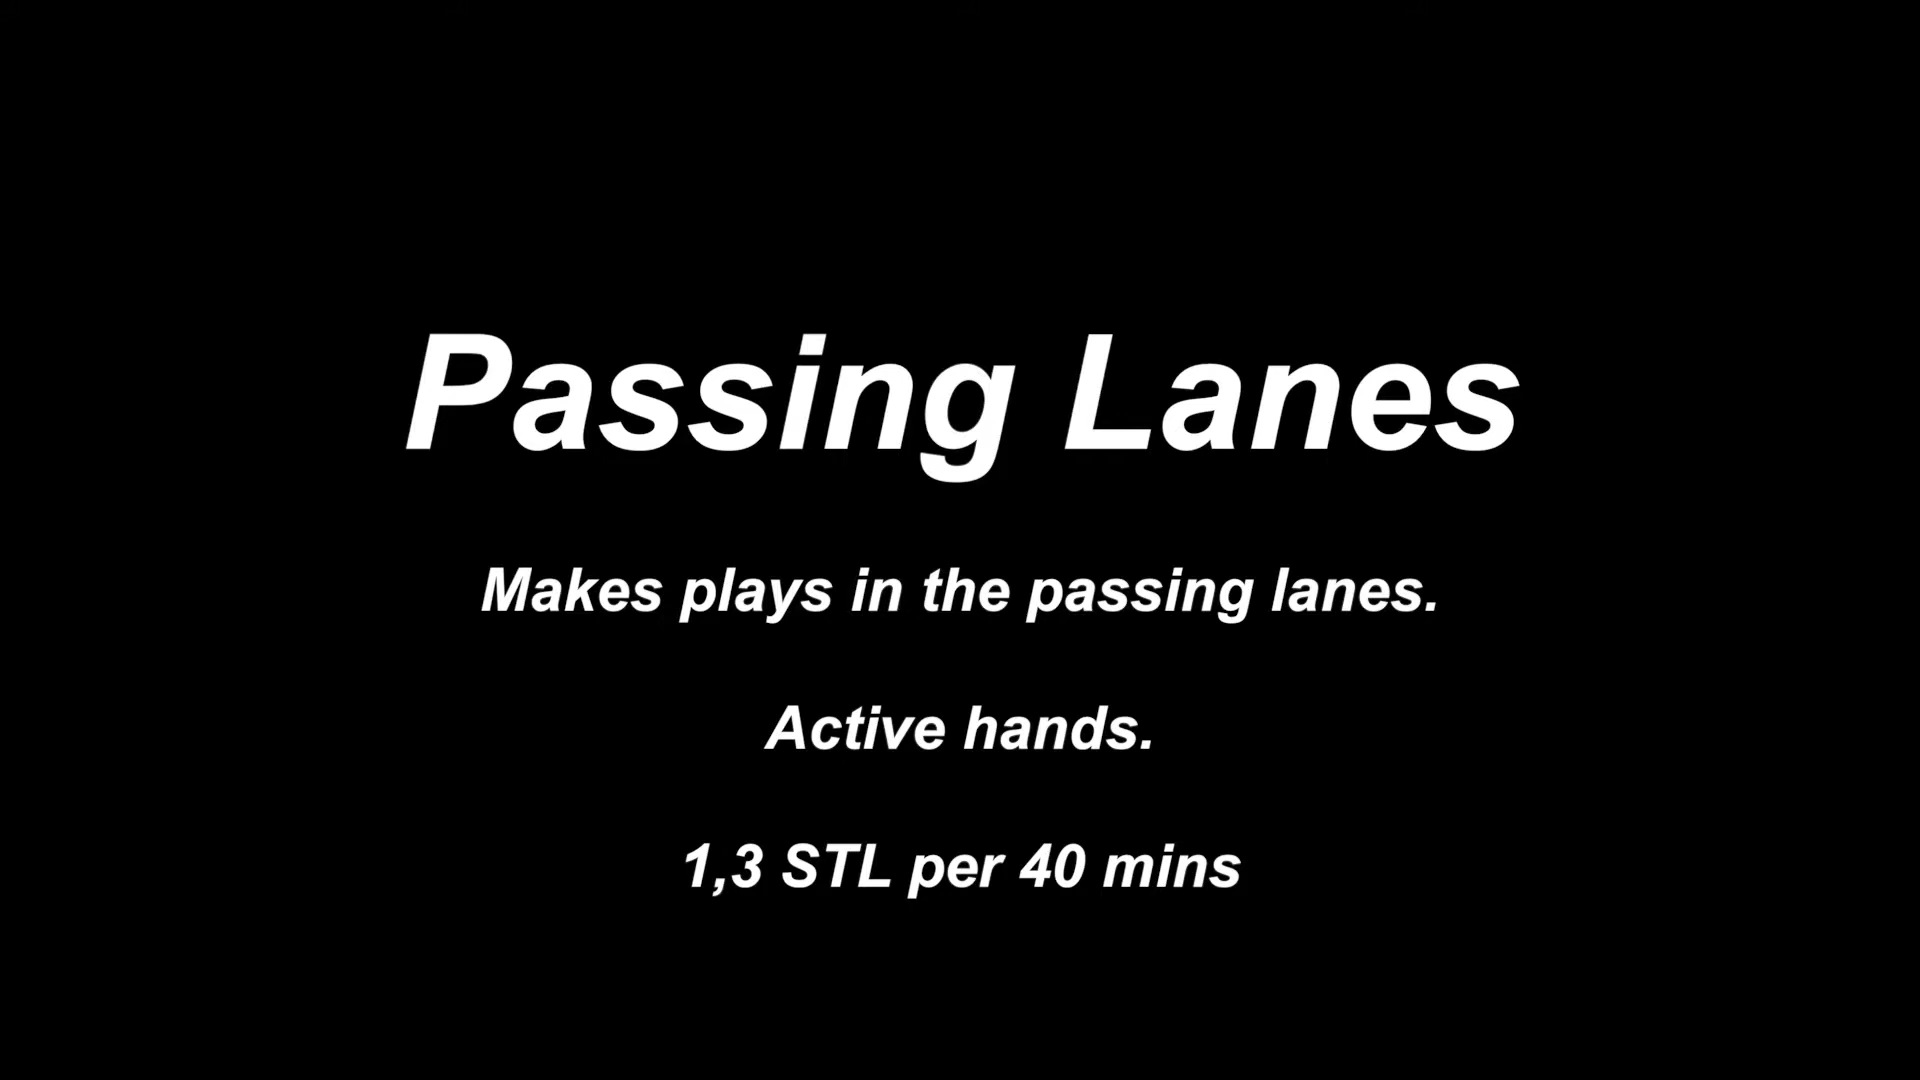 Passing Lanes
Makes plays in the passing lanes.
Active hands.
1,3 STL per 40 mins